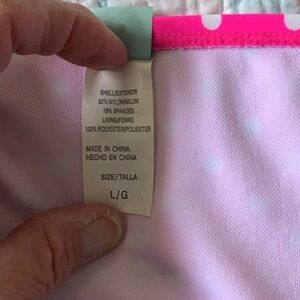 SHELL/EXTERIOR
82% NYLON/NILON
18% SPANDEX
LINING/FORRO
100% POLYESTER/POLIESTER
MADE IN CHINA
HECHO EN CHINA
SIZE/TALLA
L/G